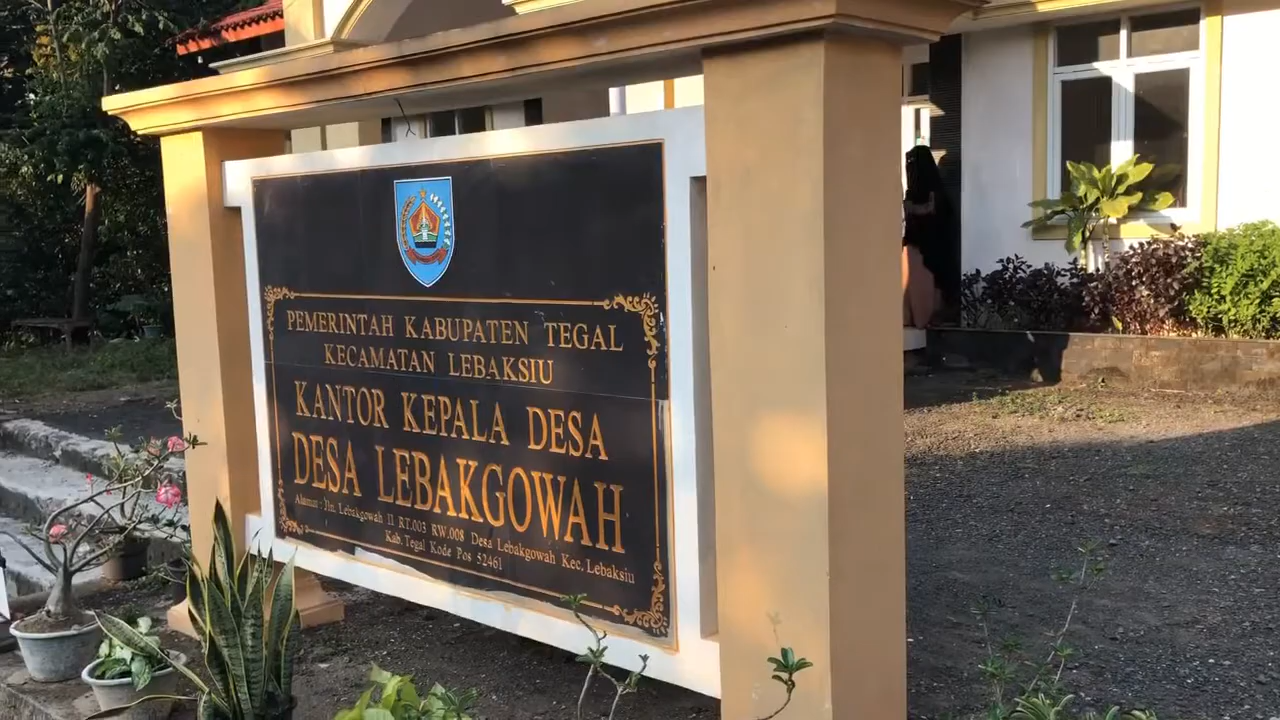 PEMERINTAH KABUPATEN TEGAL
KECAMATAN LEBAKSIU
KANTOR KEPALA DESA
DESA LEBAKGOWAH
Alamat : Jln. Lebakgowah II RT.003 RW.008 Desa Lebakgowah Kec. Lebaksiu
Kab. Tegal Kode Pos 52461